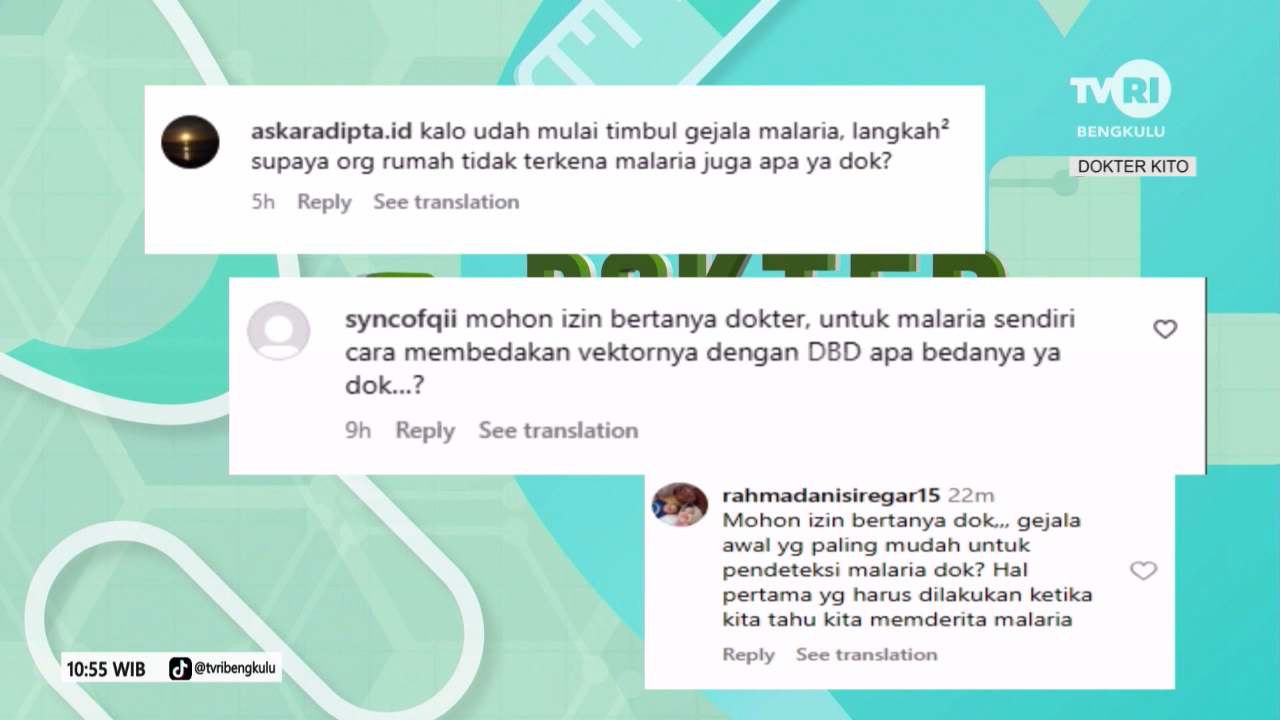 TVRI
BENGKULU
DOKTER KITO
askaradipta.id kalo udah mulai timbul gejala malaria, langkah²
supaya org rumah tidak terkena malaria juga apa ya dok?
5h Reply See translation
DOKTER
syncofqii mohon izin bertanya dokter, untuk malaria sendiri
cara membedakan vektornya dengan DBD apa bedanya ya
dok...?
9h Reply See translation
rahmadanisiregar15 22m
Mohon izin bertanya dok,,, gejala
awal yg paling mudah untuk
pendeteksi malaria dok? Hal
pertama yg harus dilakukan ketika
kita tahu kita memderita malaria
Reply See translation
10:55 WIB @tvribengkulu